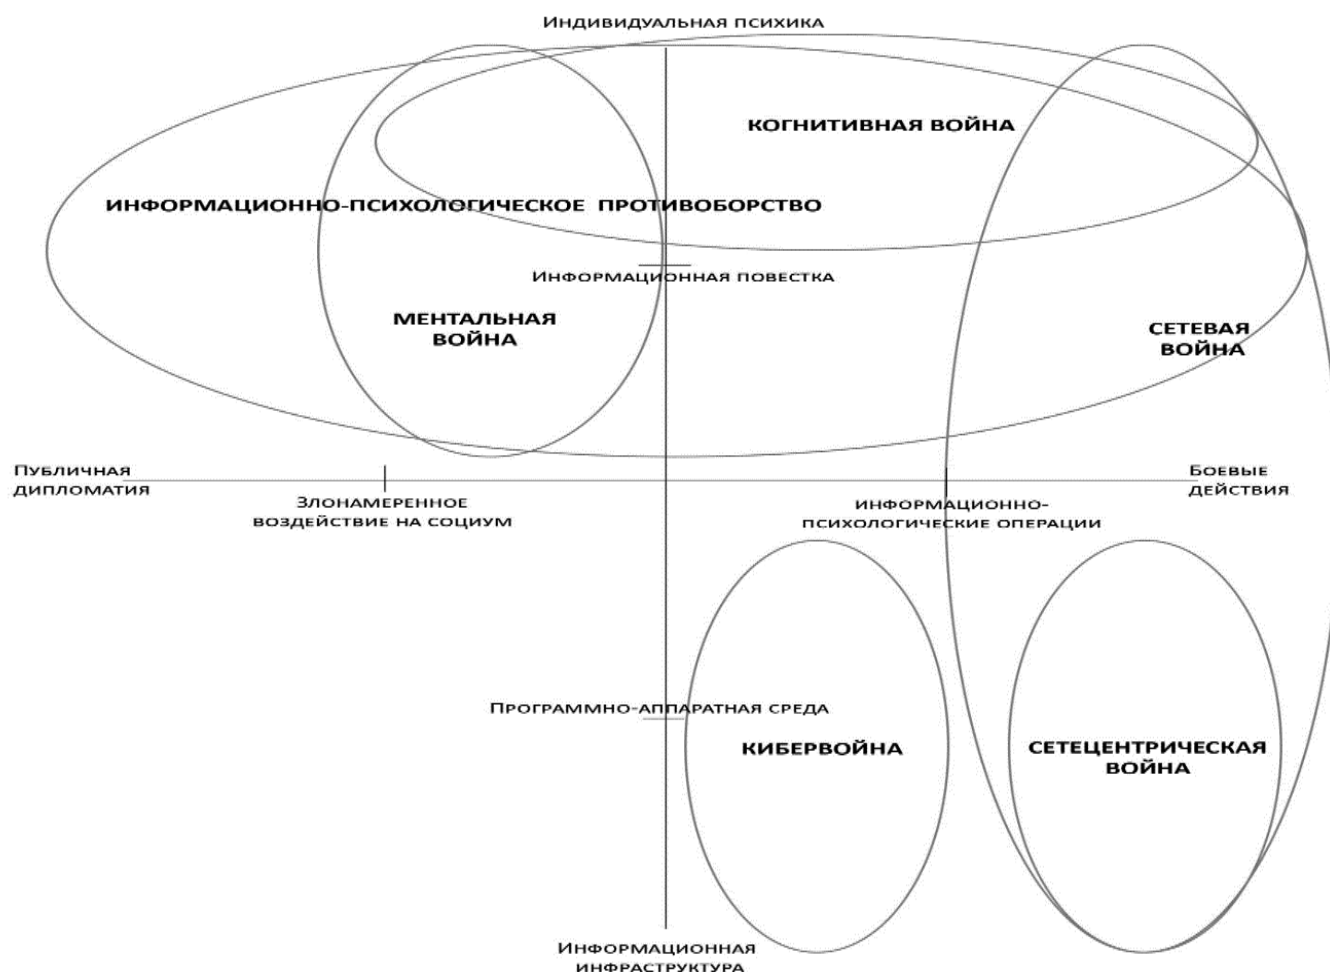 Индивидуальная психика
КОГНИТИВНАЯ ВОЙНА
ИНФОРМАЦИОННО-ПСИХОЛОГИЧЕСКОЕ ПРОТИВОБОРСТВО
Информационная повестка
МЕНТАЛЬНАЯ
ВОЙНА
СЕТЕВАЯ
ВОЙНА
Публичная
дипломатия
Боевые
действия
Злонамеренное
воздействие на социум
информационно-
психологические операции
Программно-аппаратная среда
КИБЕРВОЙНА
СЕТЕЦЕНТРИЧЕСКАЯ
ВОЙНА
Информационная
инфраструктура